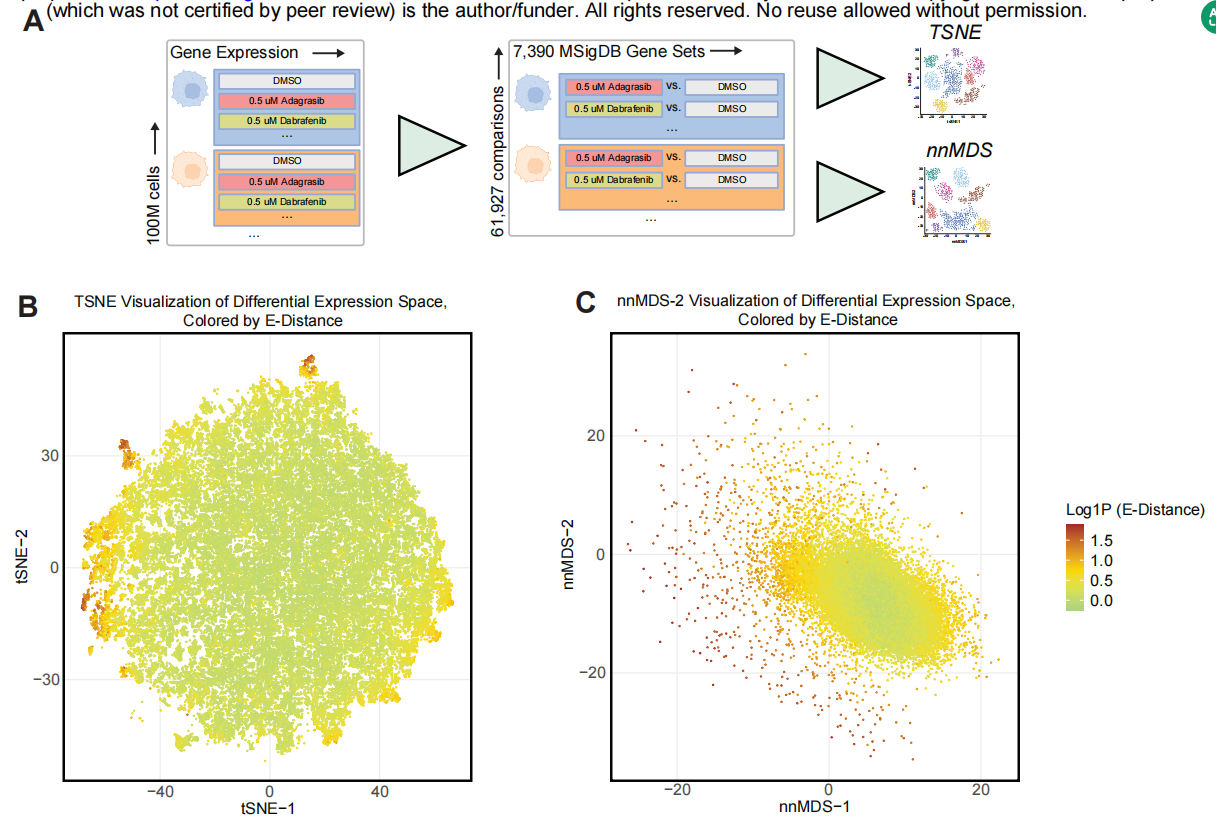 (which was not certified by peer review) is the author/funder. All rights reserved. No reuse allowed without permission.
A
Gene Expression
100M cells
DMSO
0.5 uM Adagrasib
0.5 uM Dabrafenib
...
DMSO
0.5 uM Adagrasib
0.5 uM Dabrafenib
...
...
7,390 MSigDB Gene Sets
61,927 comparisons
0.5 uM Adagrasib VS. DMSO
0.5 uM Dabrafenib VS. DMSO
...
0.5 uM Adagrasib VS. DMSO
0.5 uM Dabrafenib VS. DMSO
...
...
TSNE
nnMDS
B
TSNE Visualization of Differential Expression Space,
Colored by E-Distance
30
0
−30
tSNE−2
−40 0 40
tSNE−1
C
nnMDS-2 Visualization of Differential Expression Space,
Colored by E-Distance
20
0
−20
nnMDS−2
−20 0 20
nnMDS−1
Log1P (E-Distance)
1.5
1.0
0.5
0.0